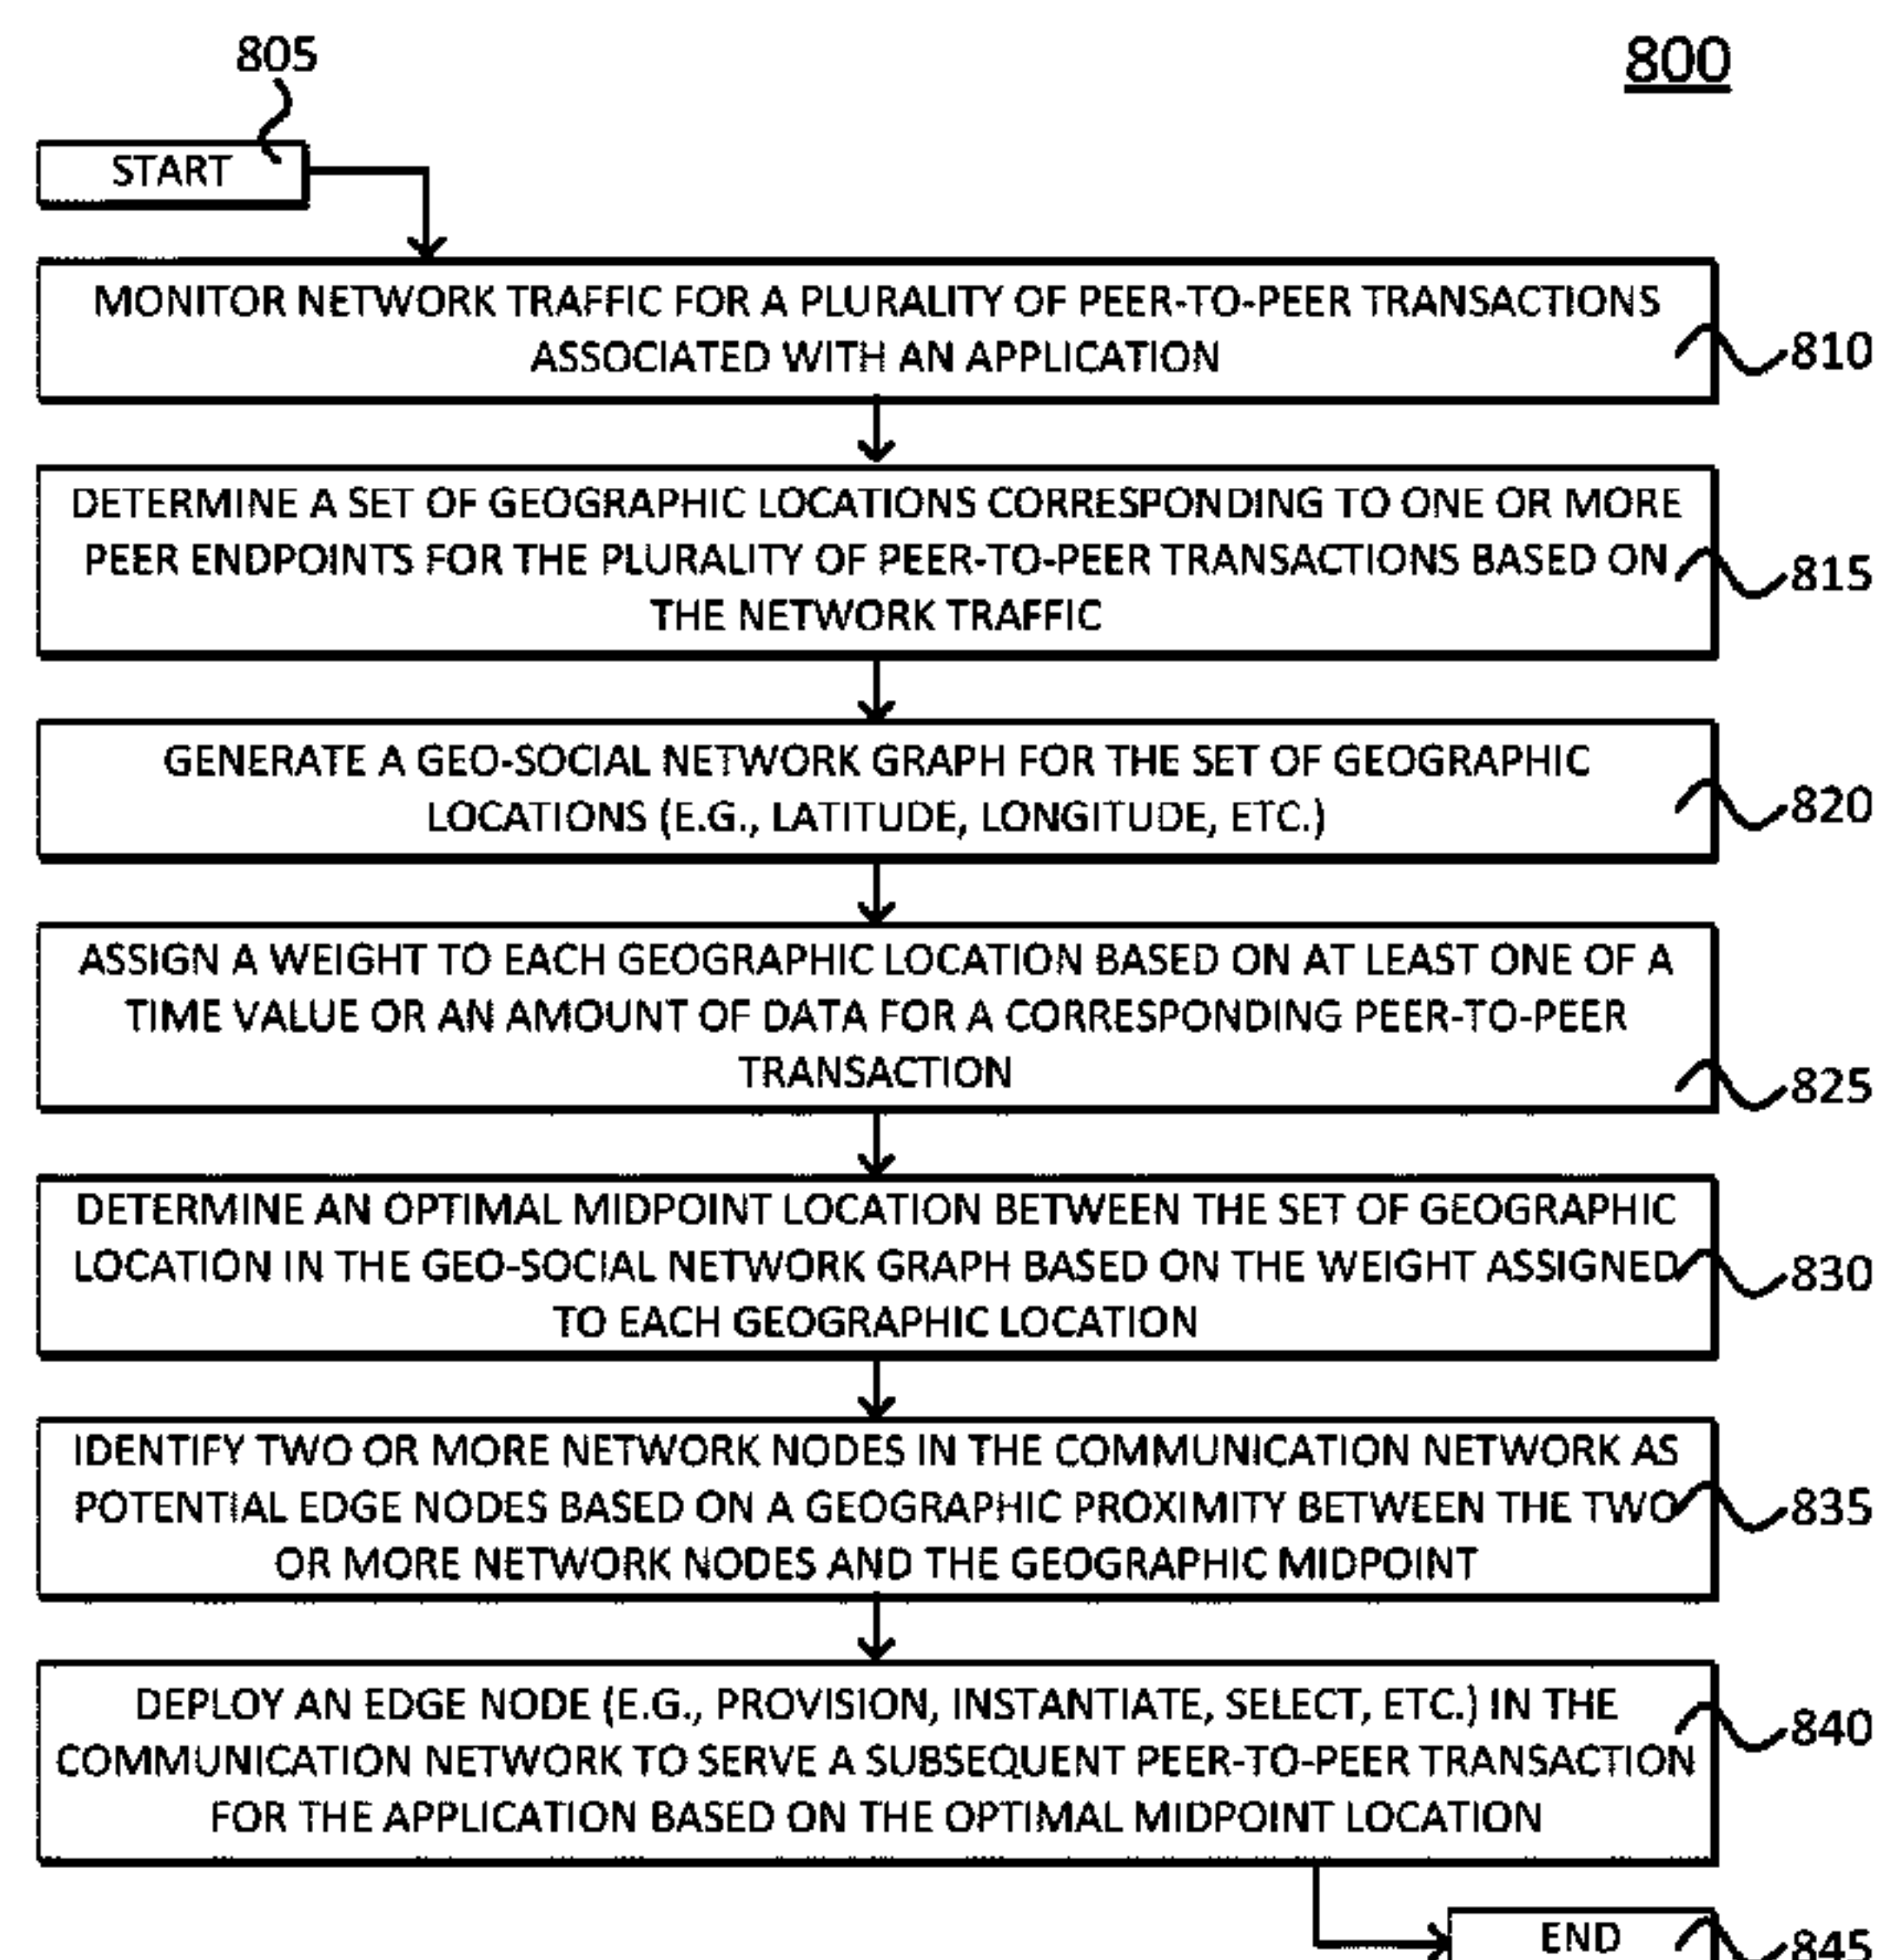 805
800
START
MONITOR NETWORK TRAFFIC FOR A PLURALITY OF PEER-TO-PEER TRANSACTIONS
ASSOCIATED WITH AN APPLICATION
810
DETERMINE A SET OF GEOGRAPHIC LOCATIONS CORRESPONDING TO ONE OR MORE
PEER ENDPOINTS FOR THE PLURALITY OF PEER-TO-PEER TRANSACTIONS BASED ON
THE NETWORK TRAFFIC
815
GENERATE A GEO-SOCIAL NETWORK GRAPH FOR THE SET OF GEOGRAPHIC
LOCATIONS (E.G., LATITUDE, LONGITUDE, ETC.)
820
ASSIGN A WEIGHT TO EACH GEOGRAPHIC LOCATION BASED ON AT LEAST ONE OF A
TIME VALUE OR AN AMOUNT OF DATA FOR A CORRESPONDING PEER-TO-PEER
TRANSACTION
825
DETERMINE AN OPTIMAL MIDPOINT LOCATION BETWEEN THE SET OF GEOGRAPHIC
LOCATION IN THE GEO-SOCIAL NETWORK GRAPH BASED ON THE WEIGHT ASSIGNED
TO EACH GEOGRAPHIC LOCATION
830
IDENTIFY TWO OR MORE NETWORK NODES IN THE COMMUNICATION NETWORK AS
POTENTIAL EDGE NODES BASED ON A GEOGRAPHIC PROXIMITY BETWEEN THE TWO
OR MORE NETWORK NODES AND THE GEOGRAPHIC MIDPOINT
835
DEPLOY AN EDGE NODE (E.G., PROVISION, INSTANTIATE, SELECT, ETC.) IN THE
COMMUNICATION NETWORK TO SERVE A SUBSEQUENT PEER-TO-PEER TRANSACTION
FOR THE APPLICATION BASED ON THE OPTIMAL MIDPOINT LOCATION
840
END
845